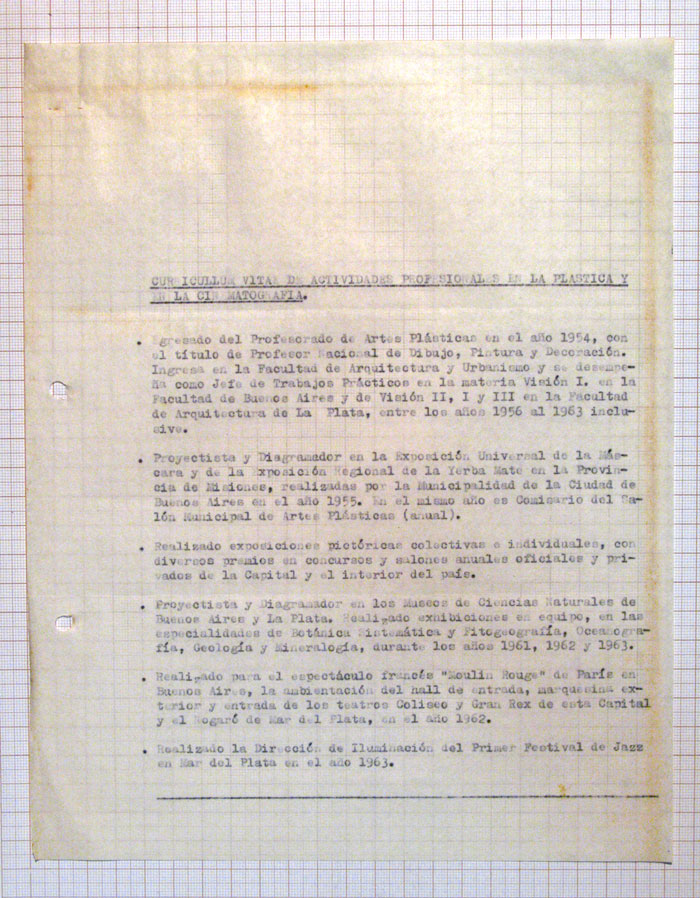 CURRICULLUM VITAE DE ACTIVIDADES PROFESIONALES EN LA PLASTICA Y
EN LA CINEMATOGRAFIA.
. Egresado del Profesorado de Artes Plásticas en el año 1954, con
el título de Profesor Nacional de Dibujo, Pintura y Decoración.
Ingresa en la Facultad de Arquitectura y Urbanismo y se desempe-
ña como Jefe de Trabajos Prácticos en la materia Visión I. en la
Facultad de Buenos Aires y de Visión II, I y III en la Facultad
de Arquitectura de La Plata, entre los años 1956 al 1963 inclu-
sive.
. Proyectista y Diagramador en la Exposición Universal de la Más-
cara y de la Exposición Regional de la Yerba Mate en la Provin-
cia de Misiones, realizadas por la Municipalidad de la Ciudad de
Buenos Aires en el año 1955. En el mismo año es Comisario del Sa-
lón Municipal de Artes Plásticas (anual).
. Realizado exposiciones pictóricas colectivas e individuales, con
diversos premios en concursos y salones anuales oficiales y pri-
vados de la Capital y el interior del país.
. Proyectista y Diagramador en los Museos de Ciencias Naturales de
Buenos Aires y La Plata. Realizado exhibiciones en equipo, en las
especialidades de Botánica Sistemática y Fitogeografía, Oceanogra-
fía, Geología y Mineralogía, durante los años 1961, 1962 y 1963.
. Realizado para el espectáculo francés "Moulin Rouge" de París en
Buenos Aires, la ambientación del hall de entrada, marquesina ex-
terior y entrada de los teatros Coliseo y Gran Rex de esta Capital
y el Hogaró de Mar del Plata, en el año 1962.
. Realizado la Dirección de Iluminación del Primer Festival de Jazz
en Mar del Plata en el año 1963.